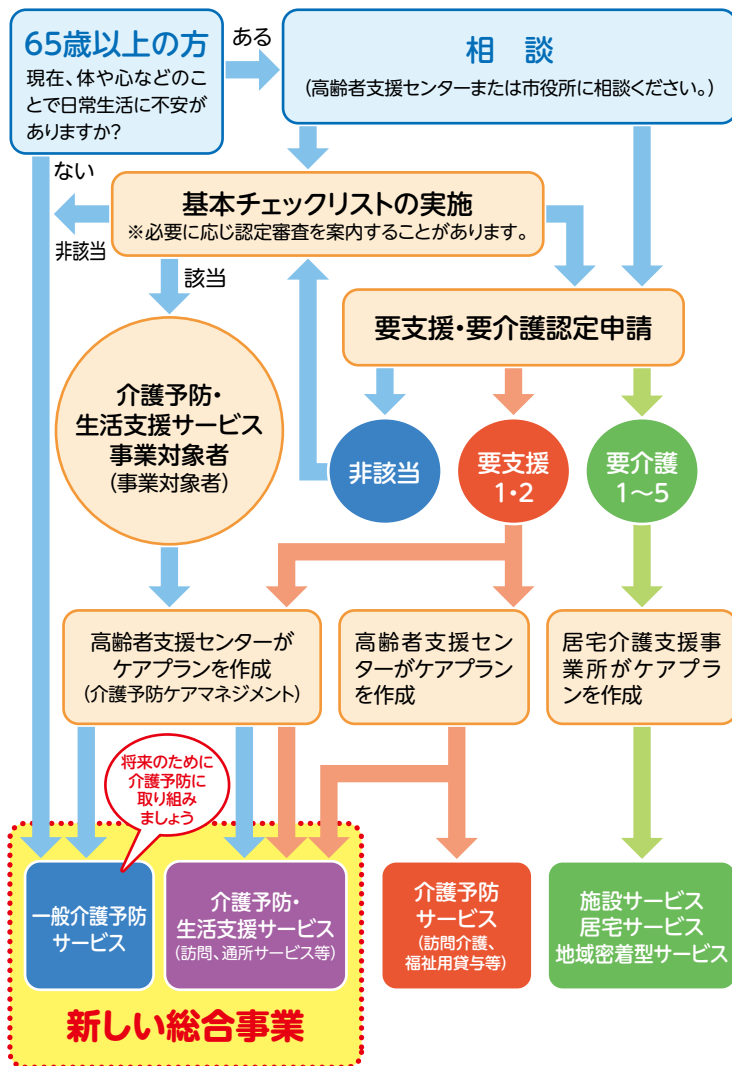 65歳以上の方
現在、体や心などのこ
とで日常生活に不安が
ありますか?
ある
相 談
(高齢者支援センターまたは市役所に相談ください。)
ない
基本チェックリストの実施
※必要に応じ認定審査を案内することがあります。
非該当
該当
要支援・要介護認定申請
介護予防・
生活支援サービス
事業対象者
(事業対象者)
非該当
要支援
1・2
要介護
1〜5
高齢者支援センターが
ケアプランを作成
(介護予防ケアマネジメント)
高齢者支援セン
ターがケアプラン
を作成
居宅介護支援事
業所がケアプラ
ンを作成
将来のために
介護予防に
取り組み
ましょう
一般介護予防
サービス
介護予防・
生活支援サービス
(訪問、通所サービス等)
介護予防
サービス
(訪問介護、
福祉用貸与等)
施設サービス
居宅サービス
地域密着型サービス
新しい総合事業